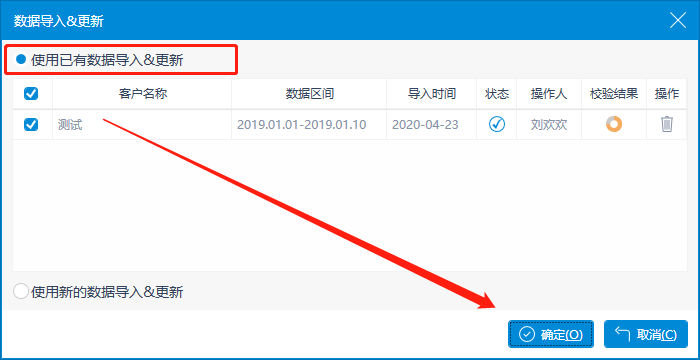 数据导入&更新
使用已有数据导入&更新
客户名称 数据区间 导入时间 状态 操作人 校验结果 操作
测试 2019.01.01-2019.01.10 2020-04-23 刘欢欢
使用新的数据导入&更新
确定(O) 取消(C)